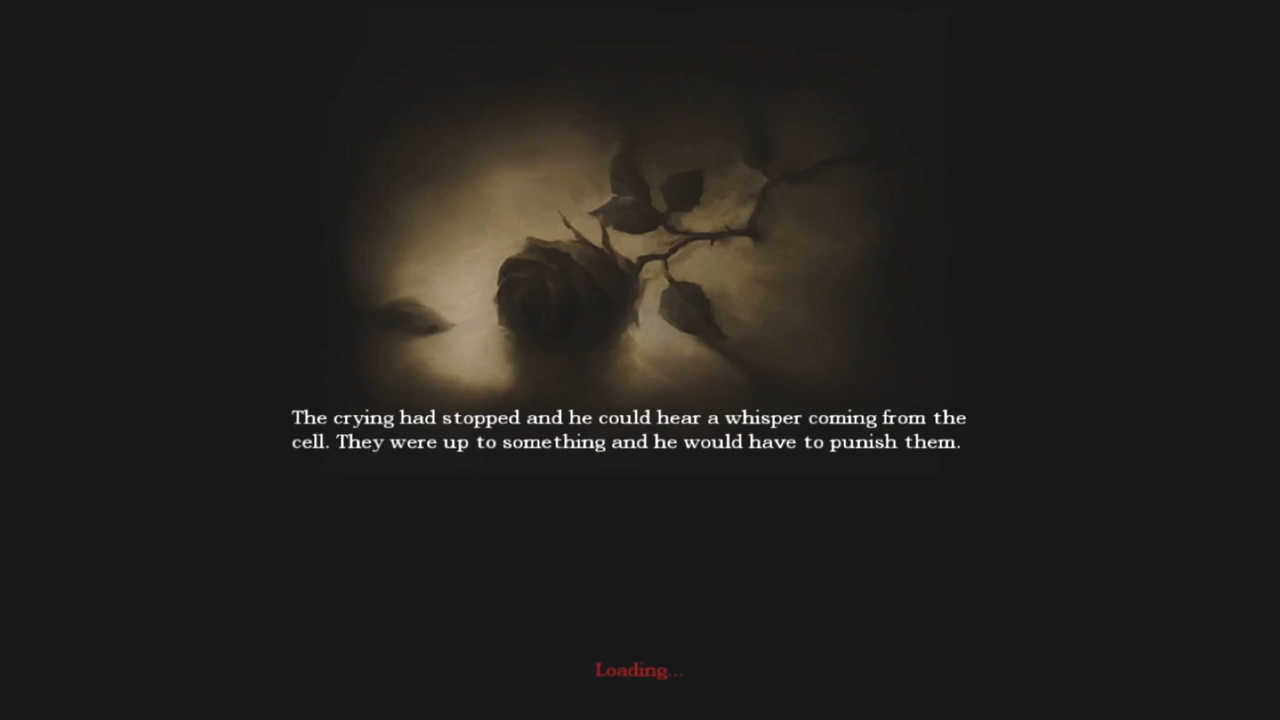 The crying had stopped and he could hear a whisper coming from the
cell. They were up to something and he would have to punish them.
Loading...